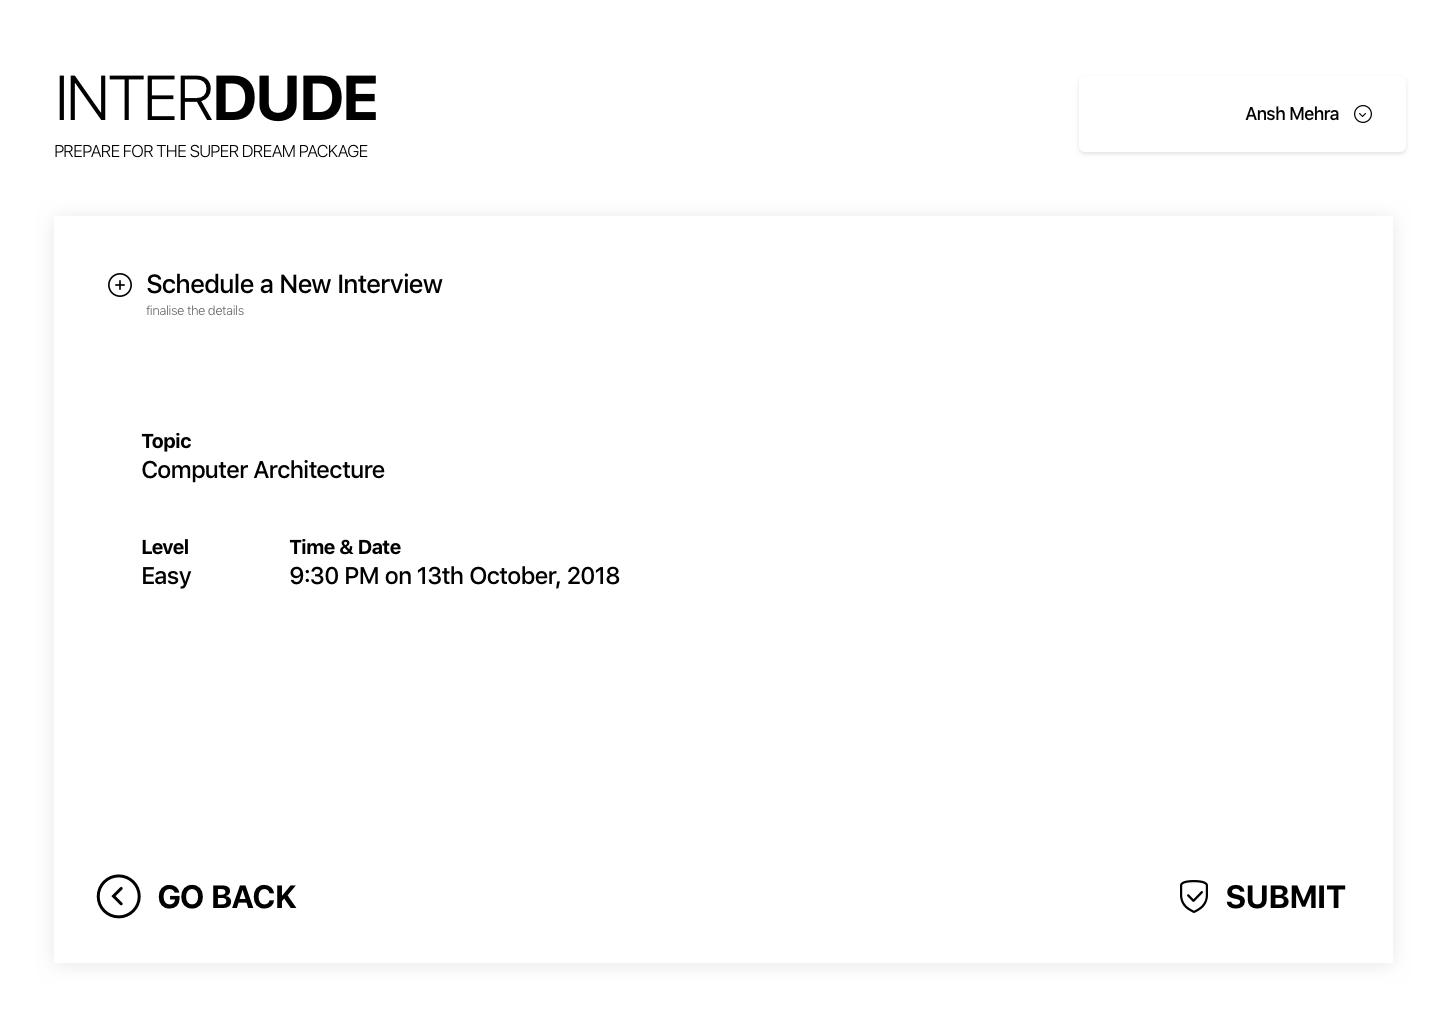 INTERDUDE
PREPARE FOR THE SUPER DREAM PACKAGE
Ansh Mehra
Schedule a New Interview
finalise the details
Topic
Computer Architecture
Level
Easy
Time & Date
9:30 PM on 13th October, 2018
GO BACK
SUBMIT